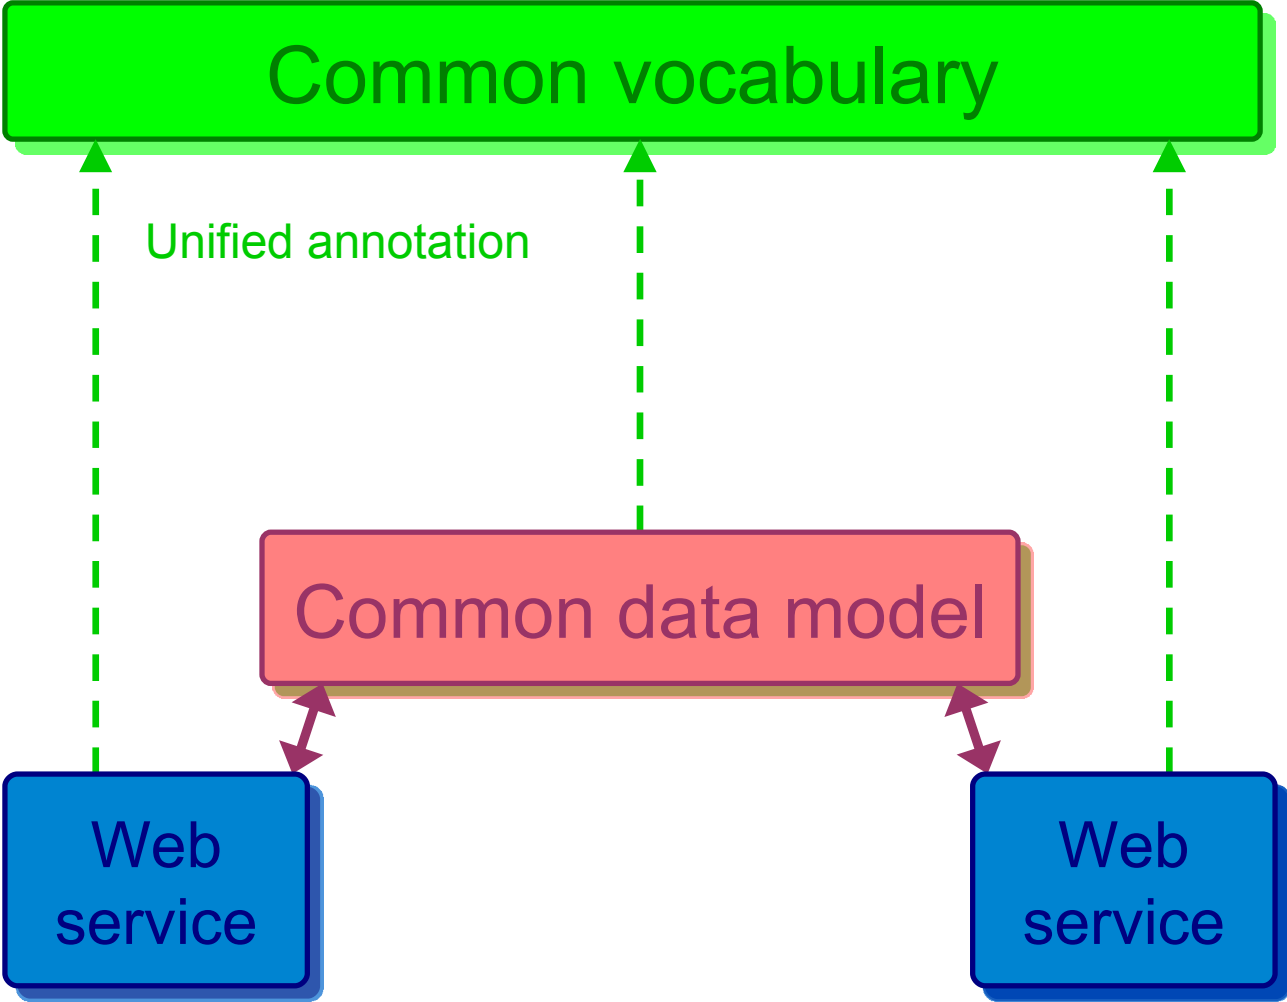 Common vocabulary
Unified annotation
Common data model
Web
service
Web
service